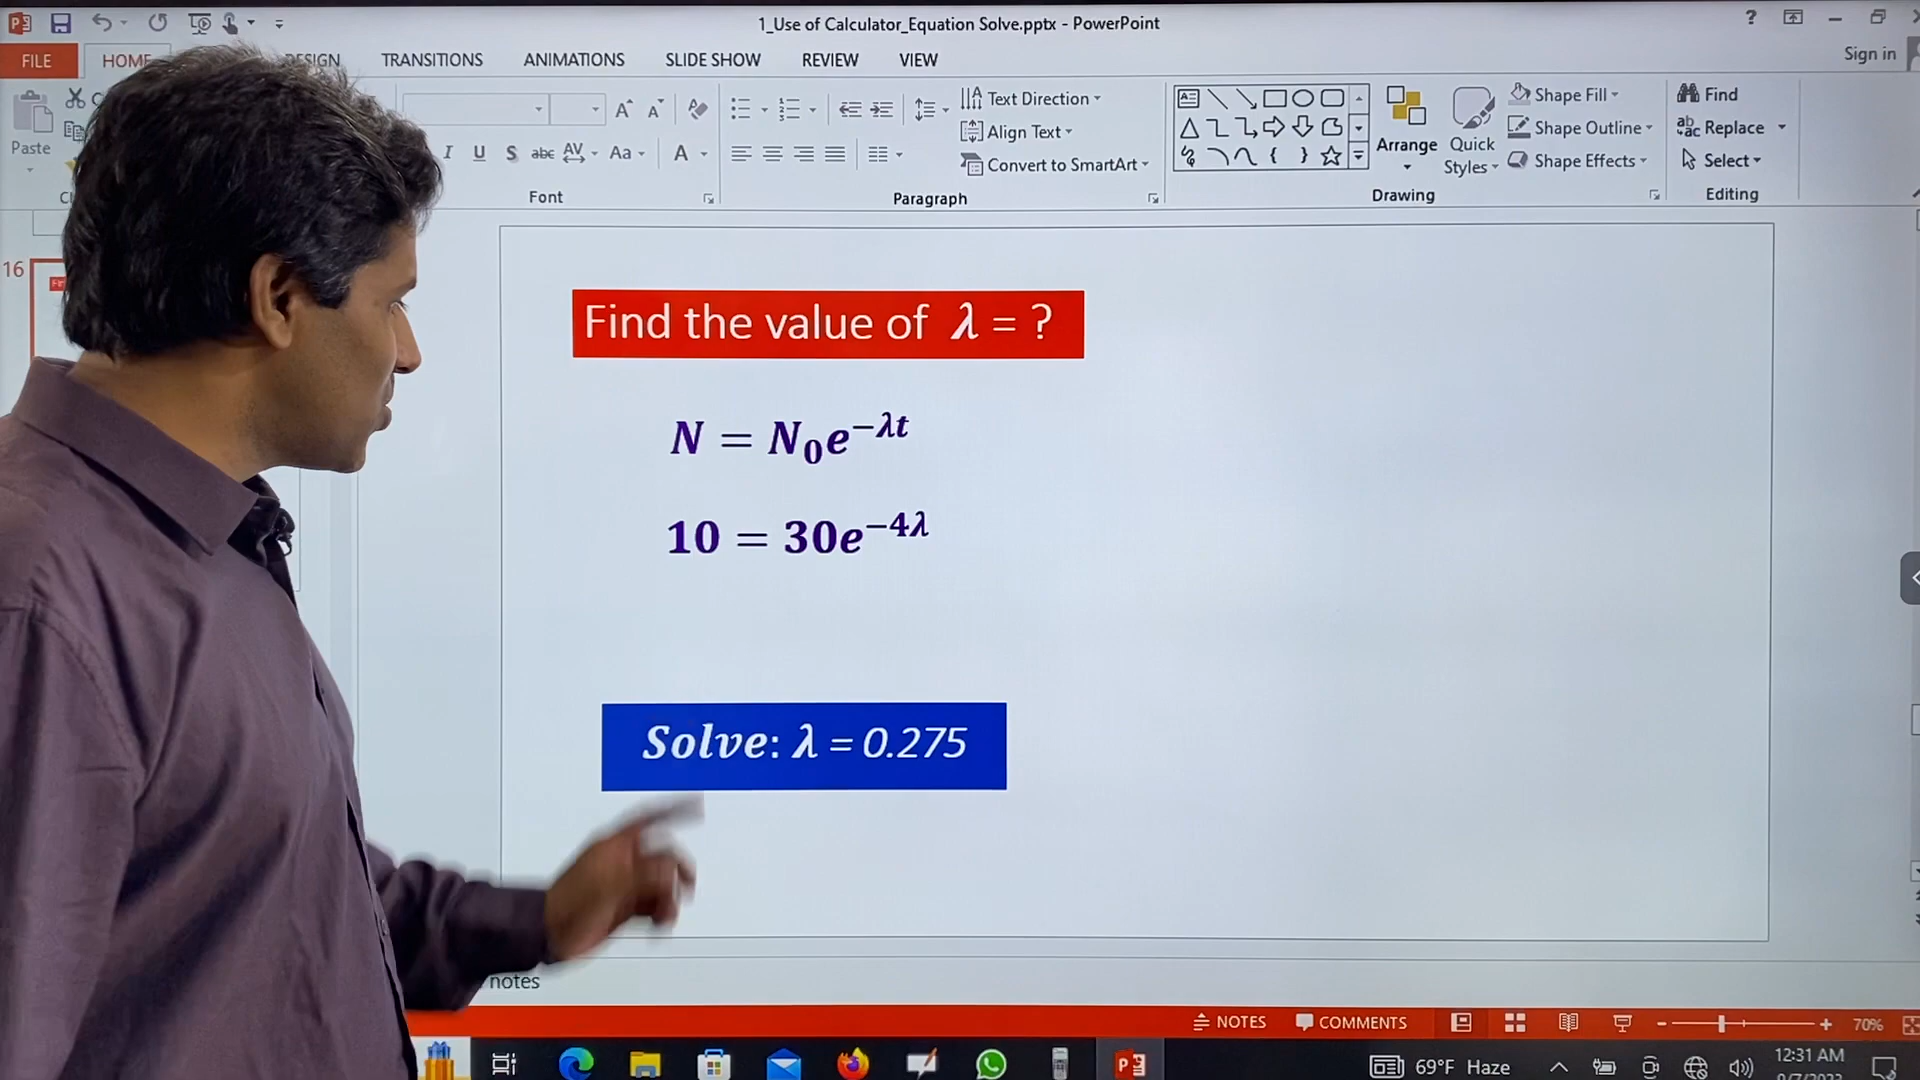 1_Use of Calculator_Equation Solve.pptx - PowerPoint
?
FILE
HOME
TRANSITIONS
ANIMATIONS
SLIDE SHOW
REVIEW
VIEW
Sign in
Paste
I U S abc AV Aa A
A A
Font
Text Direction
Align Text
Convert to SmartArt
Paragraph
Arrange
Quick
Styles
Shape Fill
Shape Outline
Shape Effects
Drawing
Find
Replace
Select
Editing
16
Find the value of λ = ?
N = N₀e^{−λt}
10 = 30e^{−4λ}
Solve: λ = 0.275
notes
NOTES
COMMENTS
70%
69°F Haze
12:31 AM